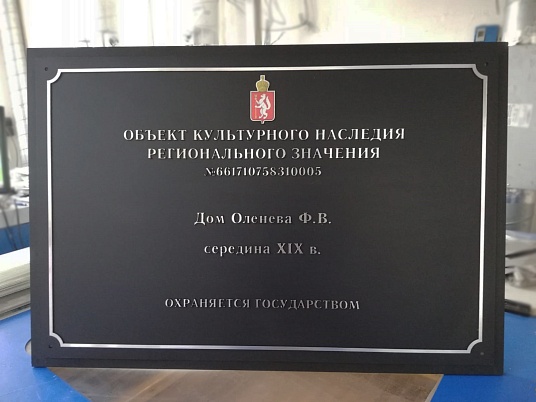 ОБЪЕКТ КУЛЬТУРНОГО НАСЛЕДИЯ
РЕГИОНАЛЬНОГО ЗНАЧЕНИЯ
№661710758310005
Дом Оленева Ф.В.
середина XIX в.
ОХРАНЯЕТСЯ ГОСУДАРСТВОМ